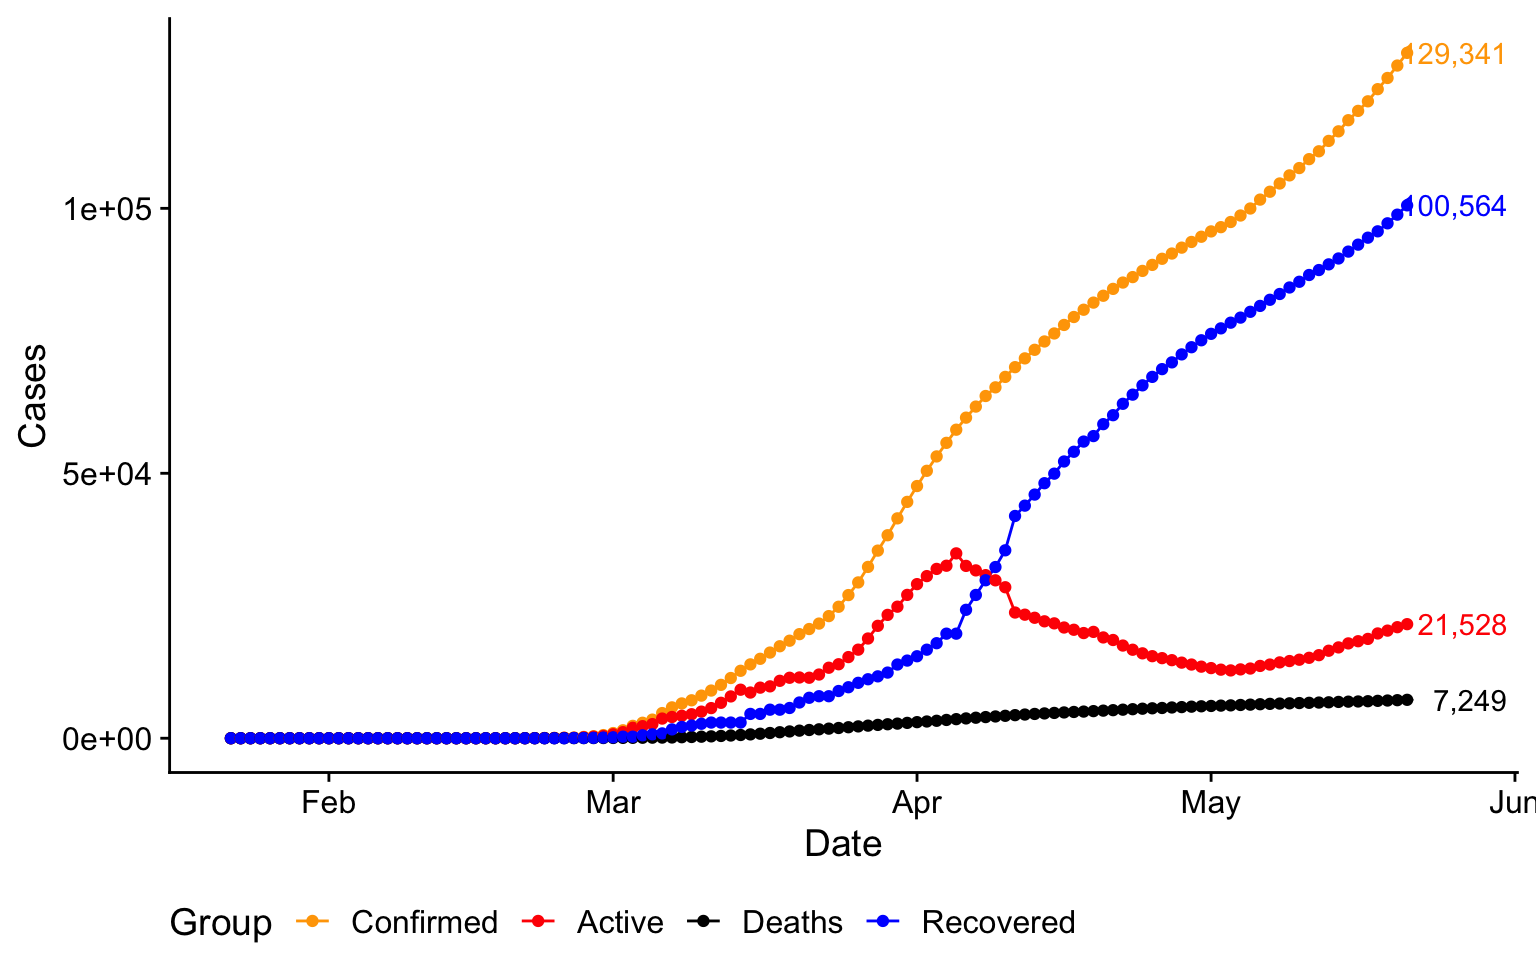 129,341
1e+05
100,564
Cases
5e+04
21,528
7,249
0e+00
Feb Mar Apr May Jun
Date
Group Confirmed Active Deaths Recovered